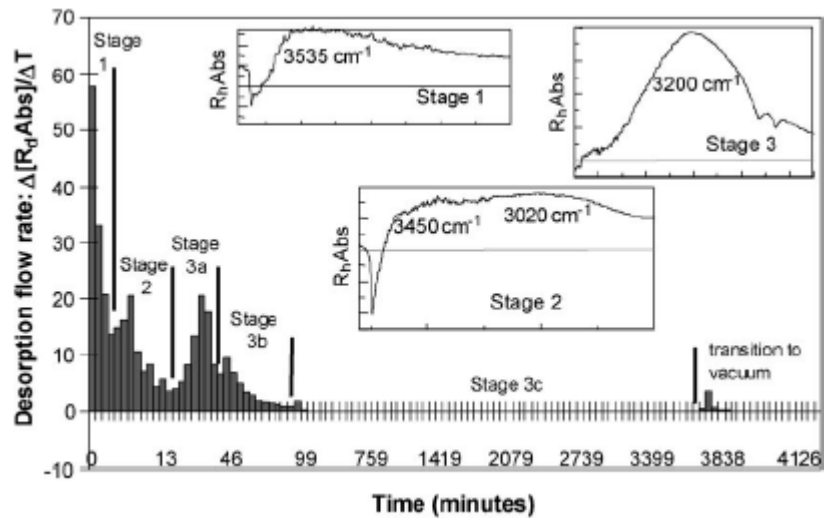 Desorption flow rate: Δ[RdAbs]/ΔT
70
60
50
40
30
20
10
0
-10
Stage
1
Stage
2
Stage
3a
Stage
3b
Stage 3c
transition to
vacuum
RhAbs
3535 cm-1
Stage 1
RhAbs
3450 cm-1
3020 cm-1
Stage 2
RhAbs
3200 cm-1
Stage 3
0 13 46 99 759 1419 2079 2739 3399 3838 4126
Time (minutes)